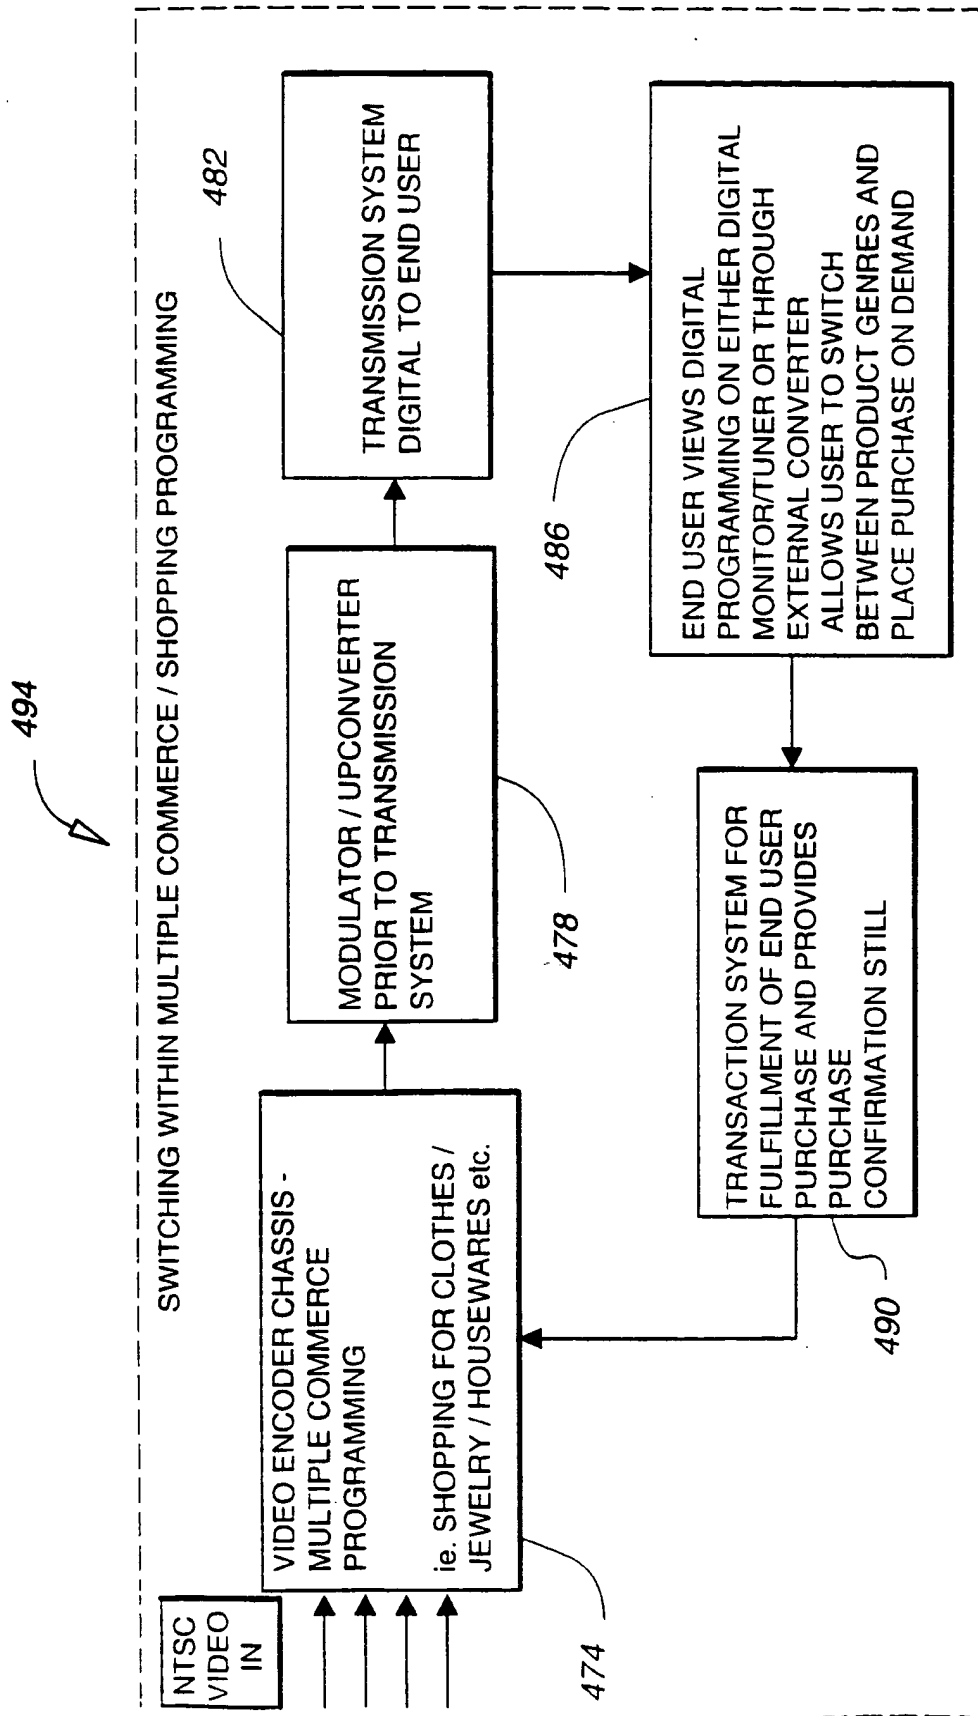 494
SWITCHING WITHIN MULTIPLE COMMERCE / SHOPPING PROGRAMMING
NTSC
VIDEO
IN
VIDEO ENCODER CHASSIS -
MULTIPLE COMMERCE
PROGRAMMING
ie. SHOPPING FOR CLOTHES /
JEWELRY / HOUSEWARES etc.
474
MODULATOR / UPCONVERTER
PRIOR TO TRANSMISSION
SYSTEM
478
TRANSMISSION SYSTEM
DIGITAL TO END USER
482
END USER VIEWS DIGITAL
PROGRAMMING ON EITHER DIGITAL
MONITOR/TUNER OR THROUGH
EXTERNAL CONVERTER
ALLOWS USER TO SWITCH
BETWEEN PRODUCT GENRES AND
PLACE PURCHASE ON DEMAND
486
TRANSACTION SYSTEM FOR
FULFILLMENT OF END USER
PURCHASE AND PROVIDES
PURCHASE
CONFIRMATION STILL
490